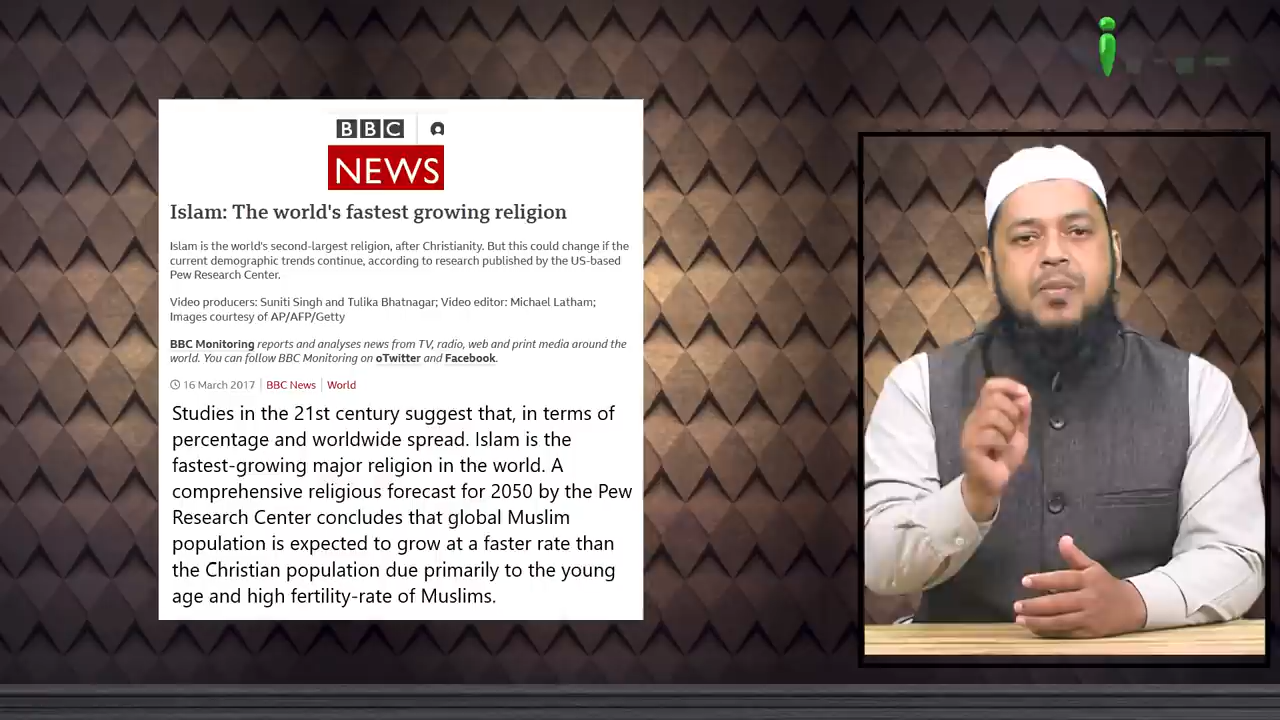 BBC
NEWS
Islam: The world's fastest growing religion
Islam is the world's second-largest religion, after Christianity. But this could change if the
current demographic trends continue, according to research published by the US-based
Pew Research Center.
Video producers: Suniti Singh and Tulika Bhatnagar; Video editor: Michael Latham;
Images courtesy of AP/AFP/Getty
BBC Monitoring reports and analyses news from TV, radio, web and print media around the
world. You can follow BBC Monitoring on oTwitter and Facebook.
16 March 2017 | BBC News | World
Studies in the 21st century suggest that, in terms of
percentage and worldwide spread. Islam is the
fastest-growing major religion in the world. A
comprehensive religious forecast for 2050 by the Pew
Research Center concludes that global Muslim
population is expected to grow at a faster rate than
the Christian population due primarily to the young
age and high fertility-rate of Muslims.